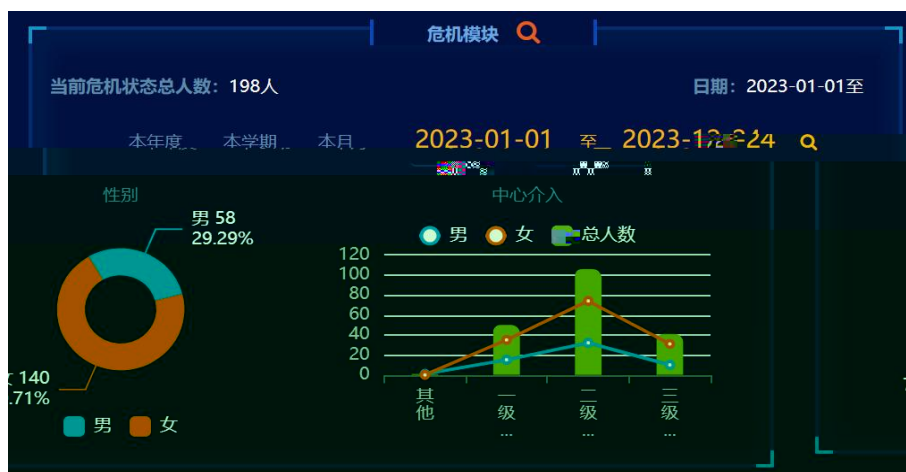 危机模块
当前危机状态总人数：198人
日期：2023-01-01至
本年度 本学期 本月 2023-01-01 至
性别
男 58
29.29%
140
.71%
男 女
中心介入
男 女 总人数
120
100
80
60
40
20
0
其他
一级...
二级...
三级...